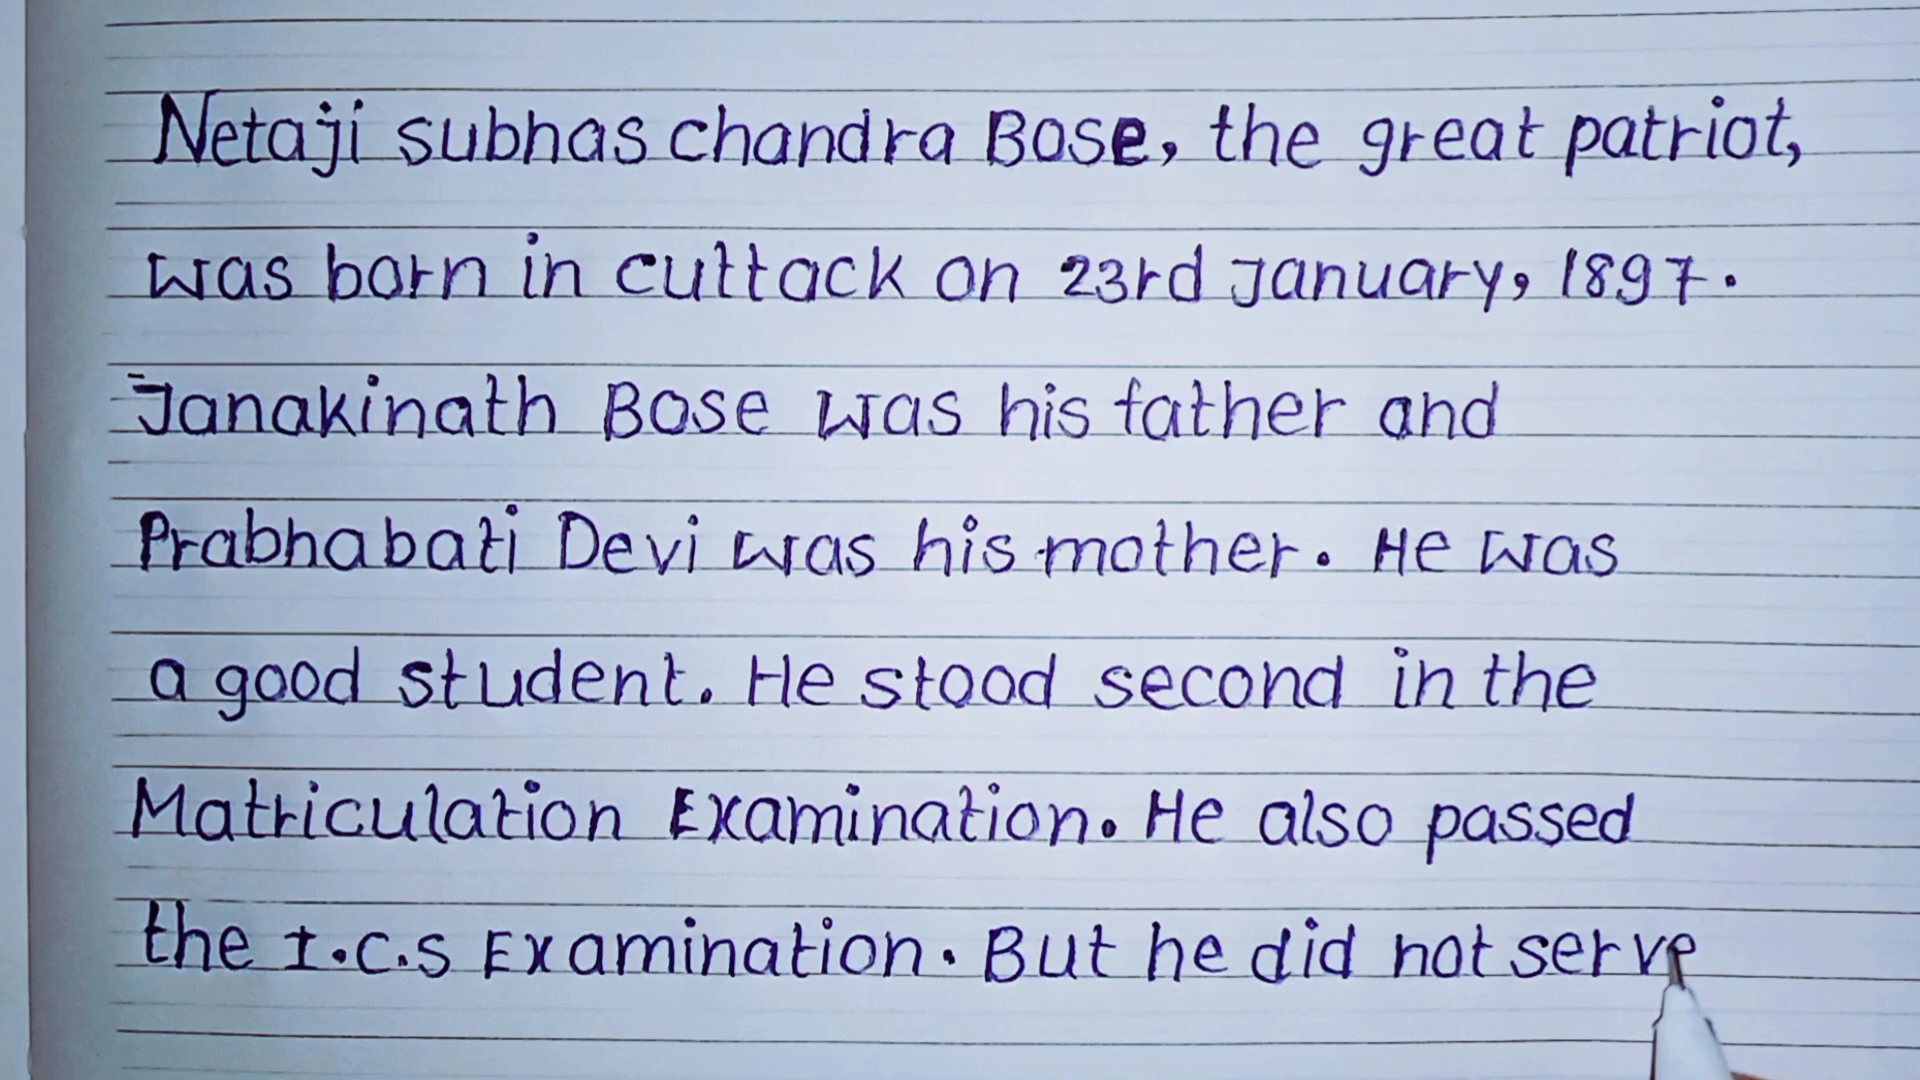 Netaji subhas chandra Bose, the great patriot,
was born in cuttack on 23rd January, 1897.
Janakinath Bose was his father and
Prabhabati Devi was his mother. He was
a good student. He stood second in the
Matriculation Examination. He also passed
the I.C.S Examination. But he did not serve